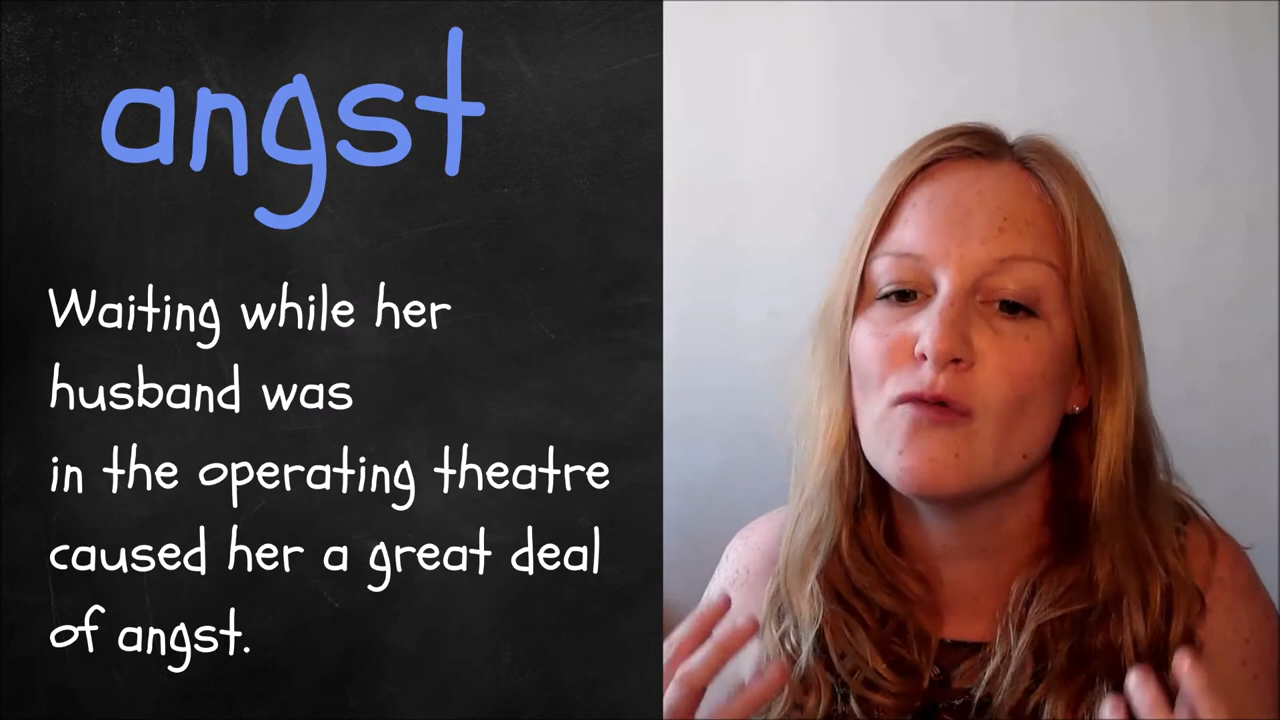 angst
Waiting while her
husband was
in the operating theatre
caused her a great deal
of angst.